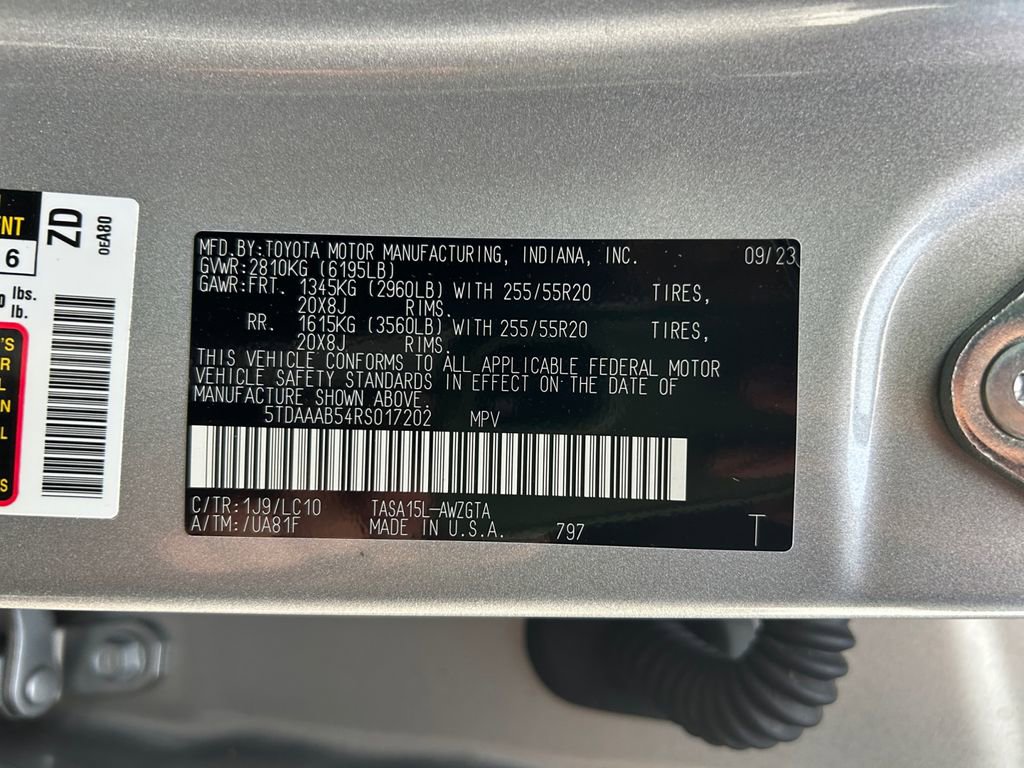 NT
6
lbs.
lb.
'S
R
L
N
L
S
ZD
0EA80
MFD.BY:TOYOTA MOTOR MANUFACTURING, INDIANA, INC. 09/23
GVWR:2810KG (6195LB)
GAWR:FRT. 1345KG (2960LB) WITH 255/55R20 TIRES,
20X8J RIMS.
RR. 1615KG (3560LB) WITH 255/55R20 TIRES,
20X8J RIMS.
THIS VEHICLE CONFORMS TO ALL APPLICABLE FEDERAL MOTOR
VEHICLE SAFETY STANDARDS IN EFFECT ON THE DATE OF
MANUFACTURE SHOWN ABOVE.
5TDAAAB54RS017202 MPV
C/TR:1J9/LC10 TASA15L-AWZGTA
A/TM:/UA81F MADE IN U.S.A. 797 T